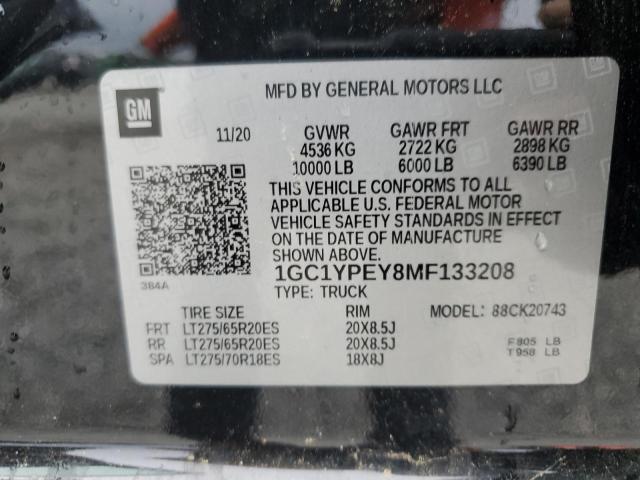 MFD BY GENERAL MOTORS LLC
GM
11/20 GVWR GAWR FRT GAWR RR
4536 KG 2722 KG 2898 KG
10000 LB 6000 LB 6390 LB
THIS VEHICLE CONFORMS TO ALL
APPLICABLE U.S. FEDERAL MOTOR
VEHICLE SAFETY STANDARDS IN EFFECT
ON THE DATE OF MANUFACTURE
SHOWN ABOVE.
1GC1YPEY8MF133208
384A
TYPE: TRUCK
TIRE SIZE RIM MODEL: 88CK20743
FRT LT275/65R20ES 20X8.5J
RR LT275/65R20ES 20X8.5J F805 LB
SPA LT275/70R18ES 18X8J T958 LB